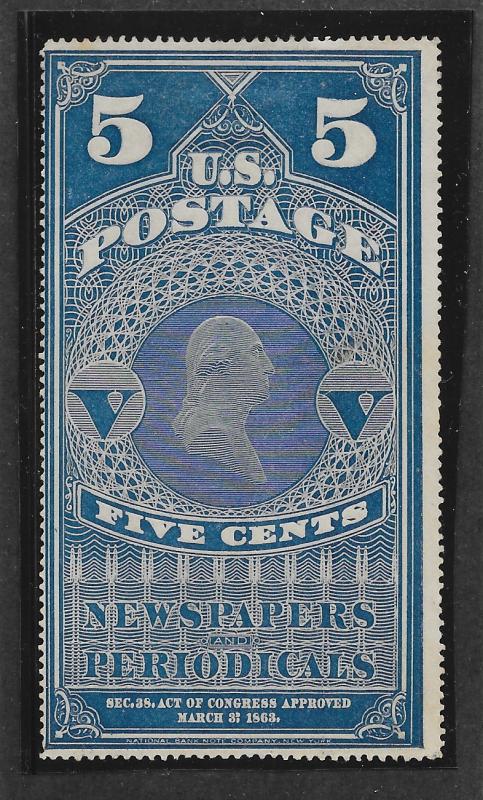 5 5
U.S.
POSTAGE
V V
FIVE CENTS
NEWSPAPERS
AND
PERIODICALS
SEC. 38, ACT OF CONGRESS APPROVED
MARCH 3D 1863.
NATIONAL BANK NOTE COMPANY, NEW YORK